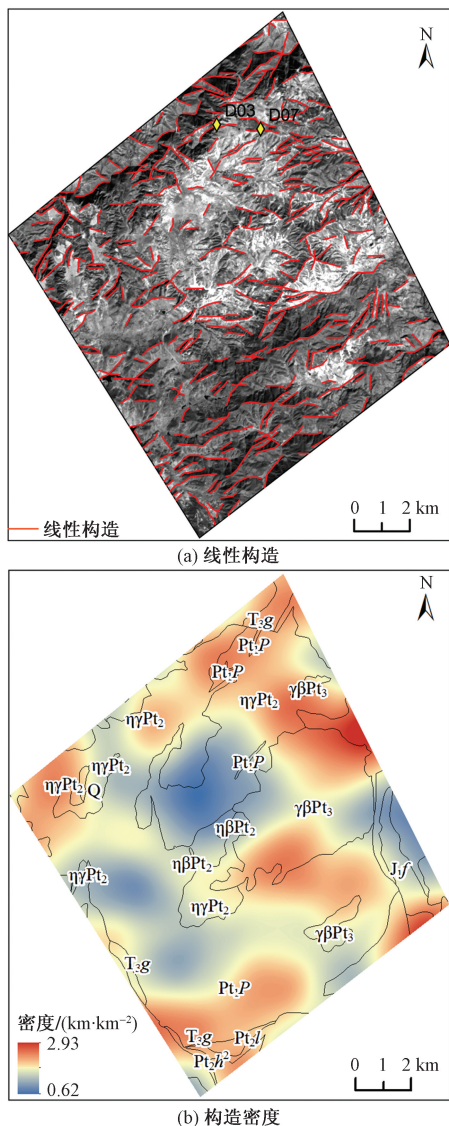 N
D03 D07
线性构造
0 1 2 km
(a) 线性构造
N
T₃g
Pt₂P
Pt₂P
γβPt₃
ηγPt₂
ηγPt₂
Pt₂P
ηγPt₂
ηγPt₂
Q
ηβPt₂
γβPt₃
ηβPt₂
J₁f
ηγPt₂
ηγPt₂
γβPt₃
T₃g
Pt₂P
密度/(km·km⁻²)
2.93
T₃g
Pt₂l
0.62
Pt₂h²
0 1 2 km
(b) 构造密度